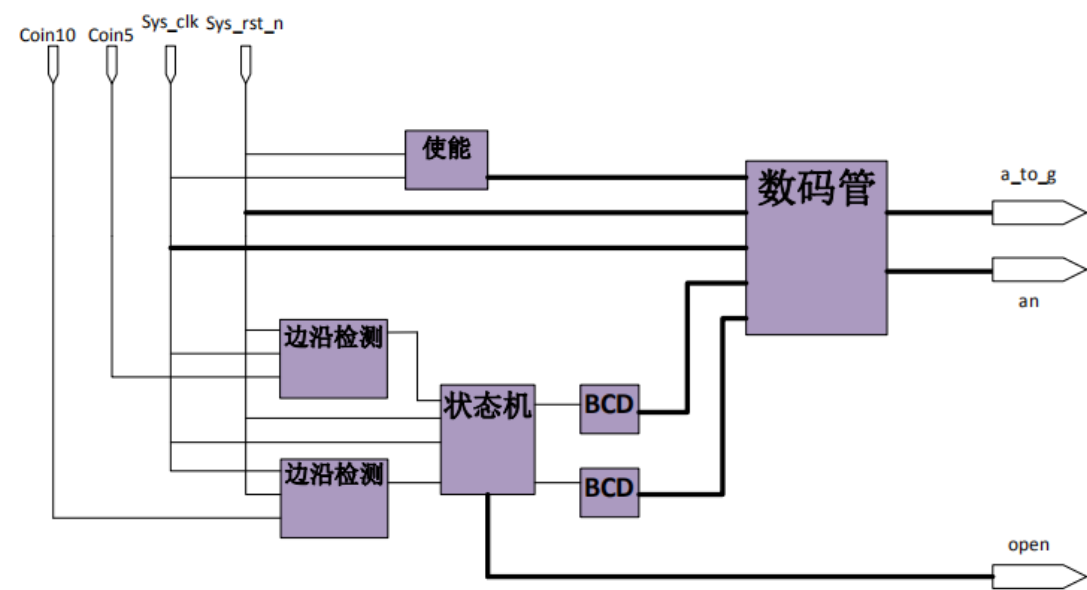 Coin10 Coin5 Sys_clk Sys_rst_n
使能
数码管
a_to_g
an
边沿检测
状态机
BCD
边沿检测
BCD
open